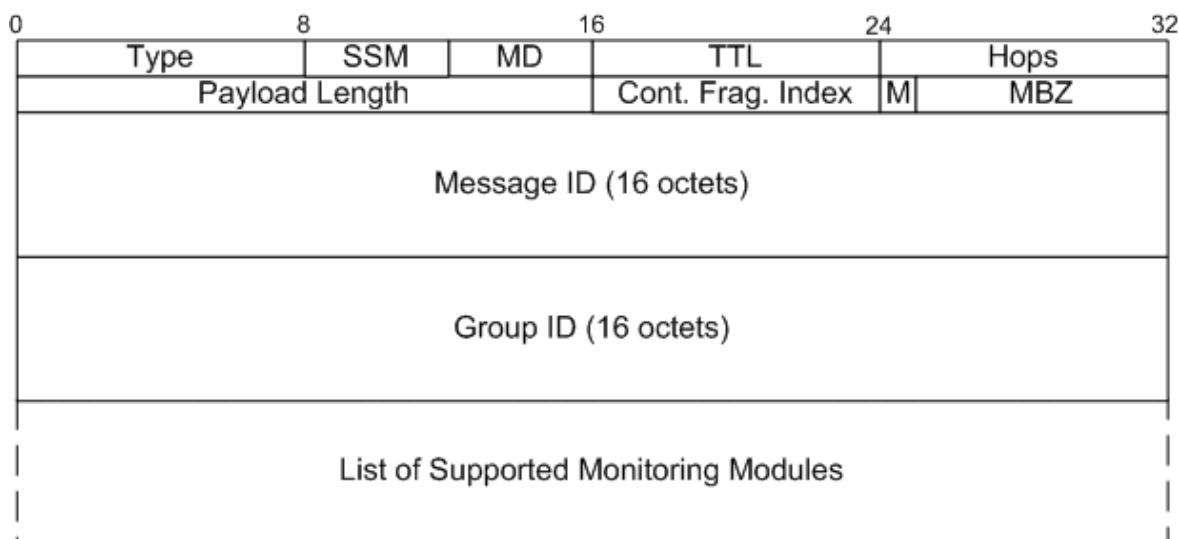 0 8 16 24 32
Type SSM MD TTL Hops
Payload Length Cont. Frag. Index M MBZ
Message ID (16 octets)
Group ID (16 octets)
List of Supported Monitoring Modules